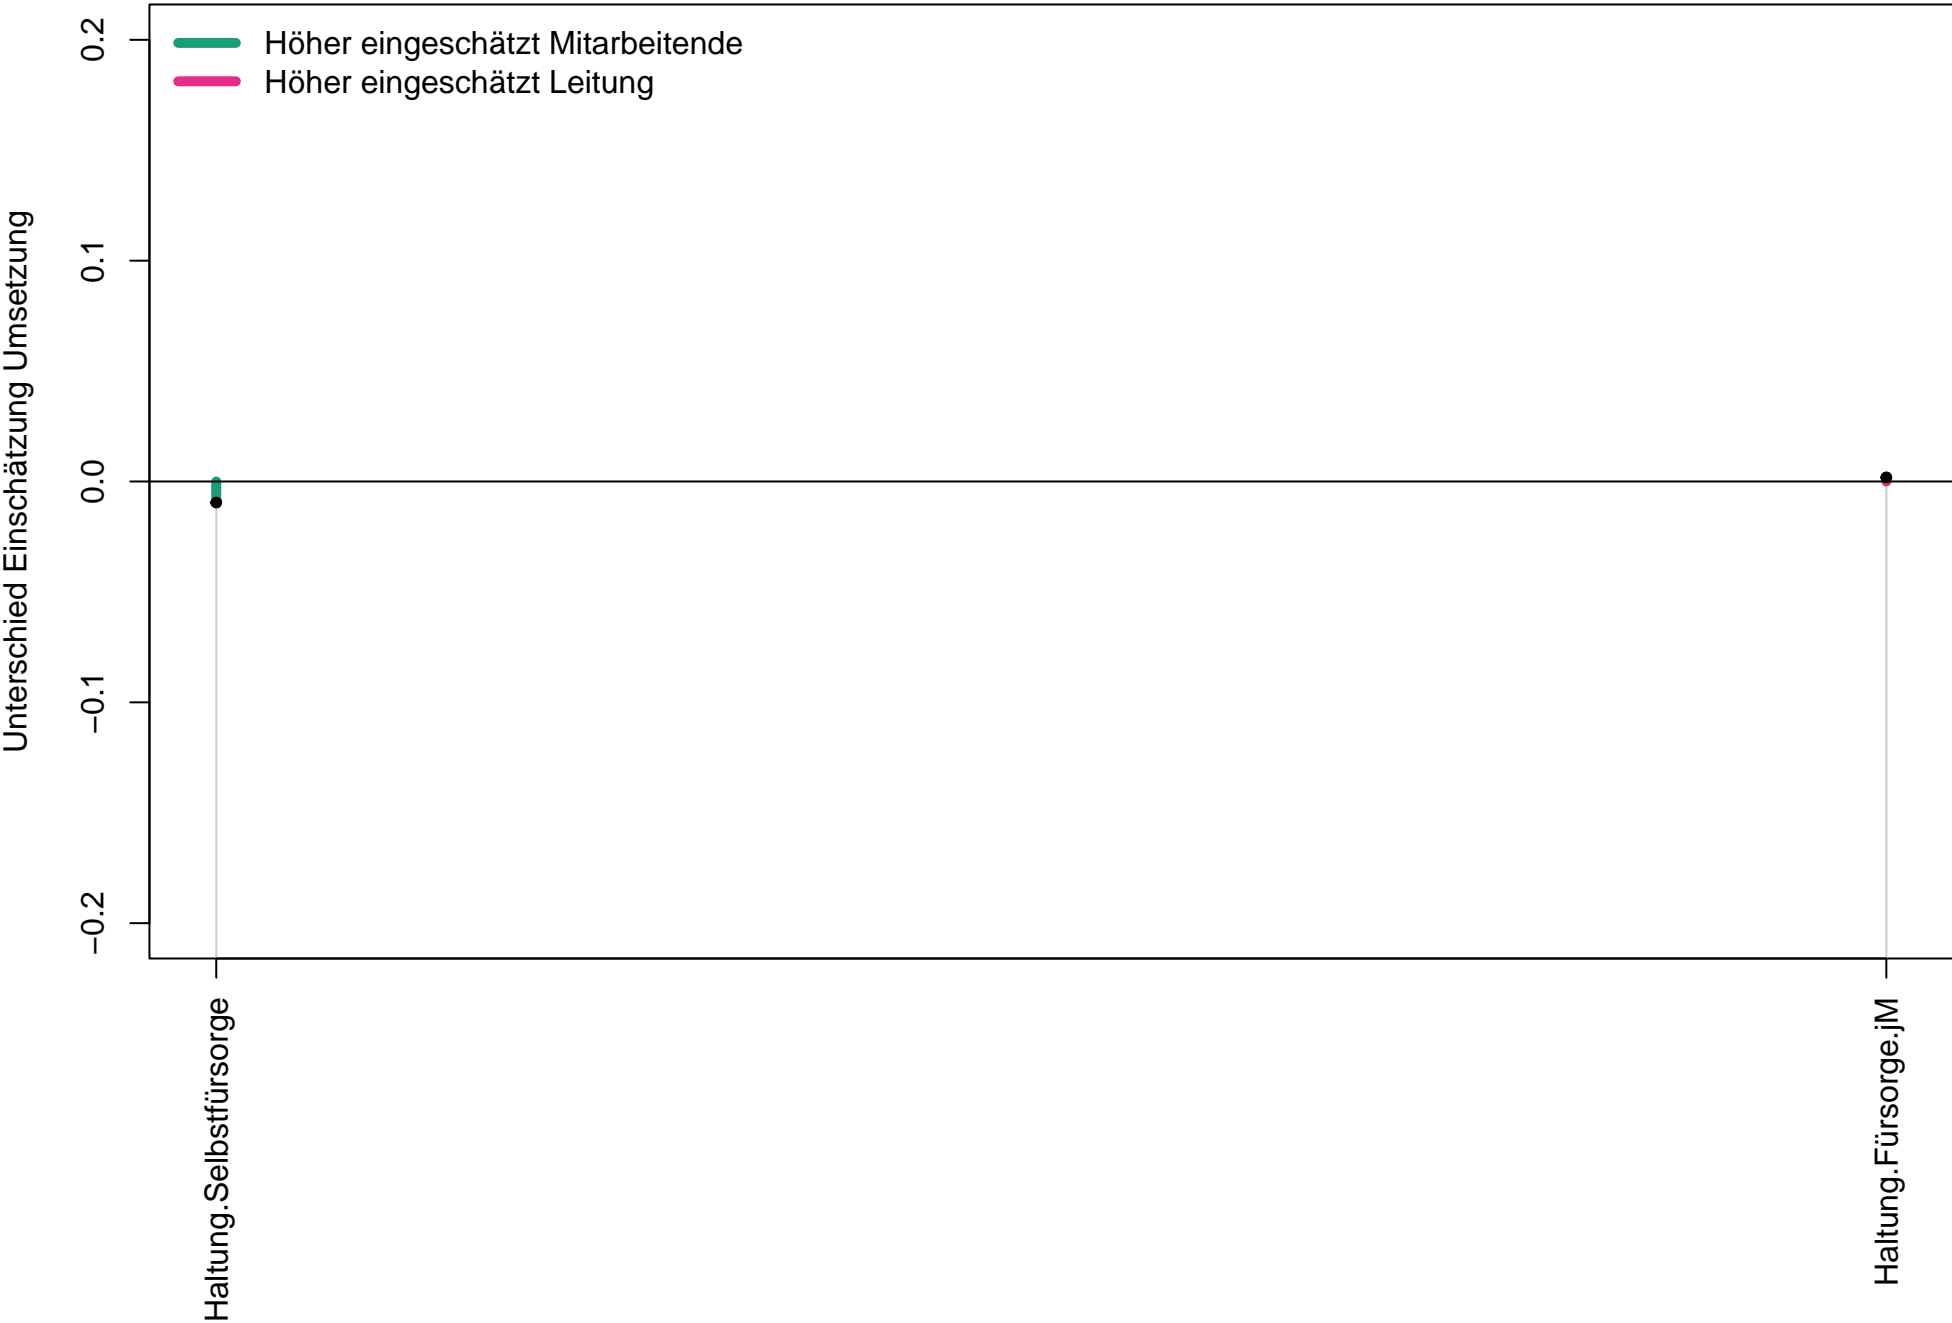 Höher eingeschätzt Mitarbeitende
Höher eingeschätzt Leitung
Unterschied Einschätzung Umsetzung
0.2
0.1
0.0
−0.1
−0.2
Haltung.Selbstfürsorge
Haltung.Fürsorge.jM